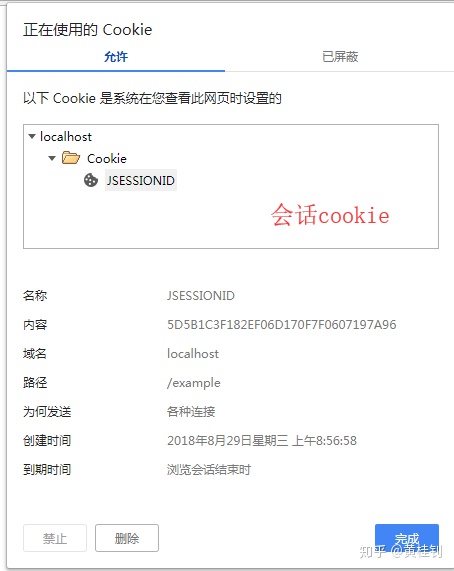 正在使用的 Cookie
允许 已屏蔽
以下 Cookie 是系统在您查看此网页时设置的
localhost
Cookie
JSESSIONID
会话cookie
名称 JSESSIONID
内容 5D5B1C3F182EF06D170F7F0607197A96
域名 localhost
路径 /example
为何发送 各种连接
创建时间 2018年8月29日星期三 上午8:56:58
到期时间 浏览会话结束时
禁止 删除 完成
知乎 @黄桂钊